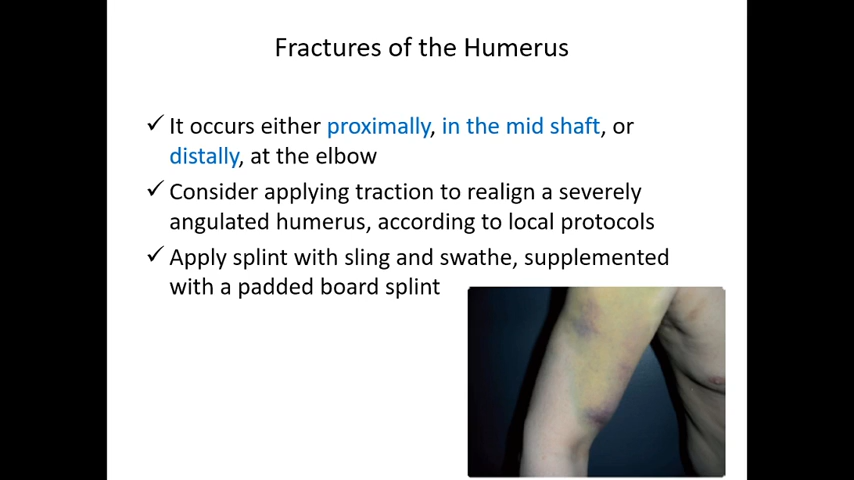 Fractures of the Humerus
✓ It occurs either proximally, in the mid shaft, or
distally, at the elbow
✓ Consider applying traction to realign a severely
angulated humerus, according to local protocols
✓ Apply splint with sling and swathe, supplemented
with a padded board splint